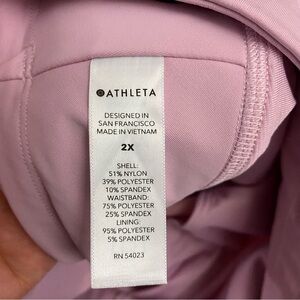 ATHLETA
DESIGNED IN
SAN FRANCISCO
MADE IN VIETNAM
2X
SHELL:
51% NYLON
39% POLYESTER
10% SPANDEX
WAISTBAND:
75% POLYESTER
25% SPANDEX
LINING:
95% POLYESTER
5% SPANDEX
RN 54023